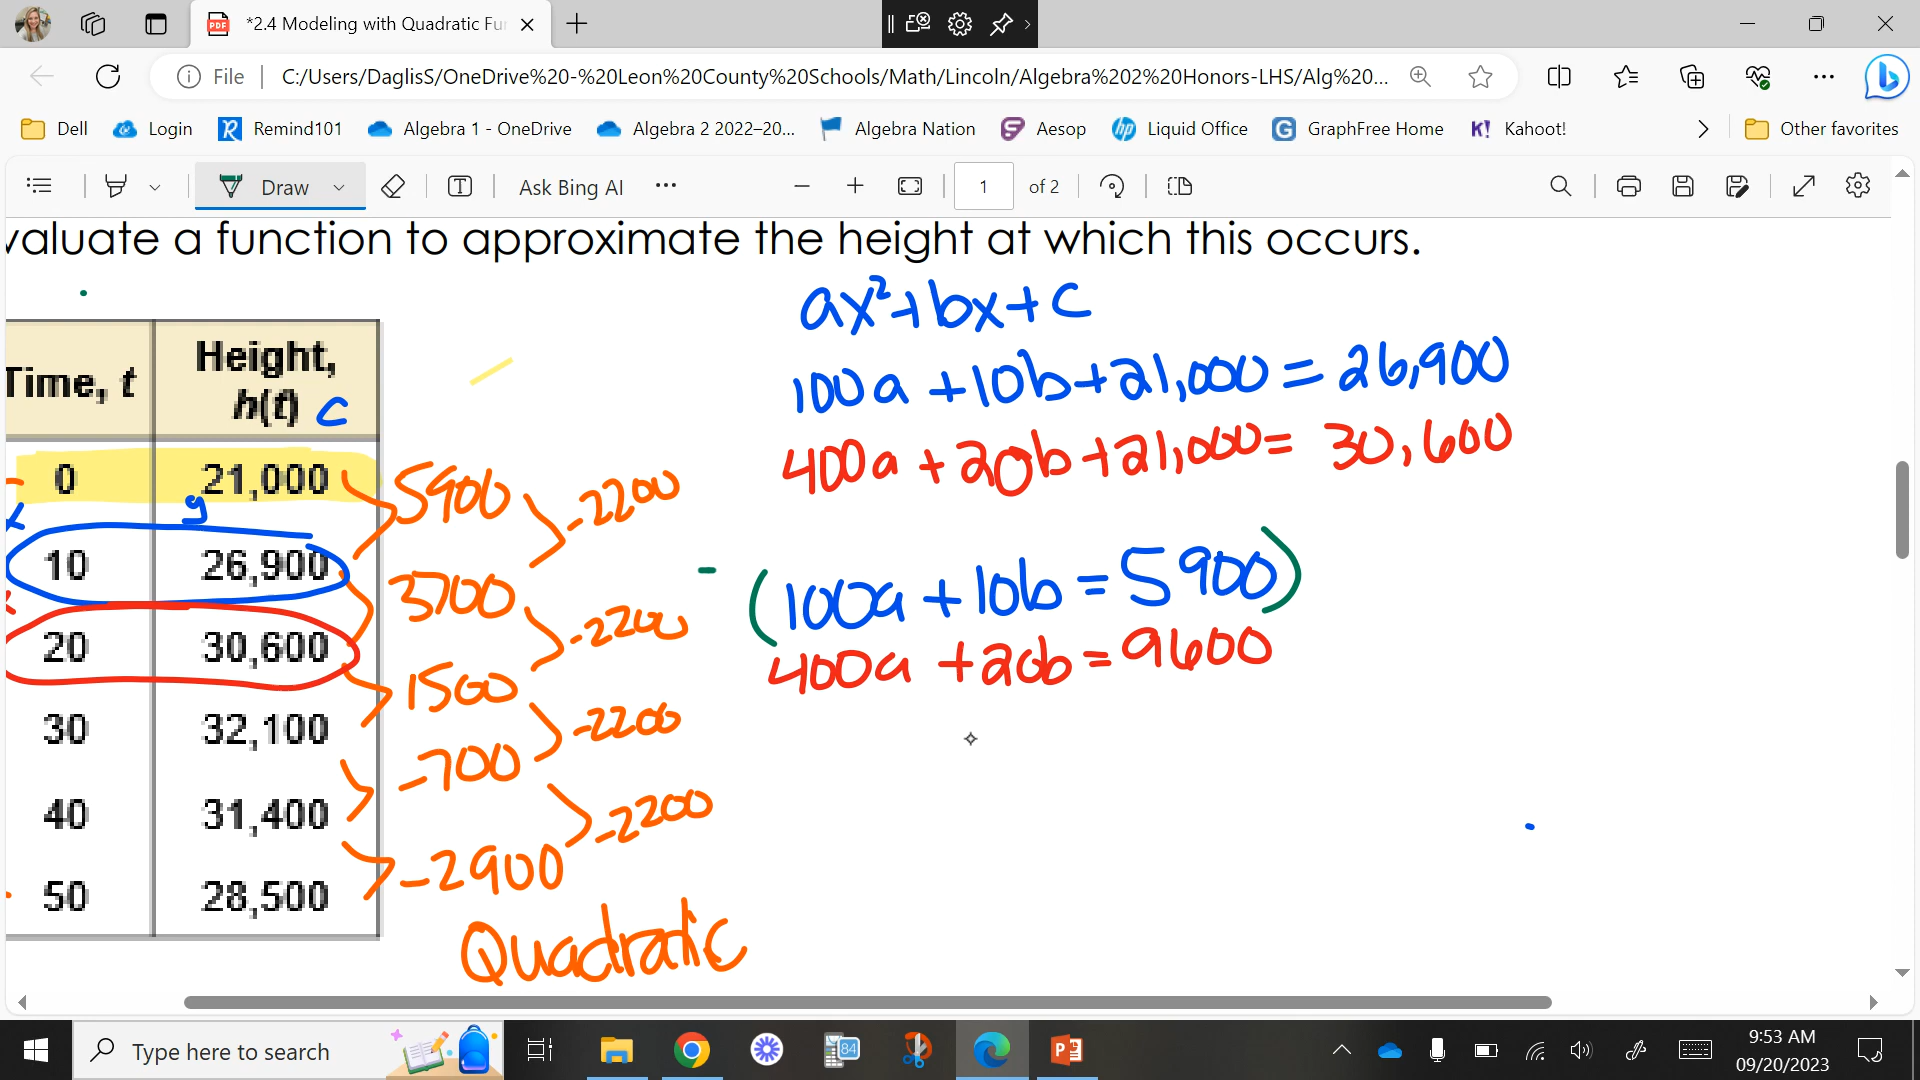 *2.4 Modeling with Quadratic Fu
File
C:/Users/DaglisS/OneDrive%20-%20Leon%20County%20Schools/Math/Lincoln/Algebra%202%20Honors-LHS/Alg%20...
Dell Login Remind101 Algebra 1 - OneDrive Algebra 2 2022–20... Algebra Nation Aesop Liquid Office GraphFree Home Kahoot! Other favorites
Draw Ask Bing AI 1 of 2
valuate a function to approximate the height at which this occurs.
ax²+bx+c
100a +10b+21,000 = 26,900
400a +20b+21,000= 30,600
Time, t Height, h(t) c
0 21,000
y
10 26,900
20 30,600
30 32,100
40 31,400
50 28,500
5900
3700
1500
-700
-2900
-2200
-2200
-2200
-2200
Quadratic
-(100a + 10b = 5900)
400a +20b = 9600
Type here to search
84
9:53 AM
09/20/2023